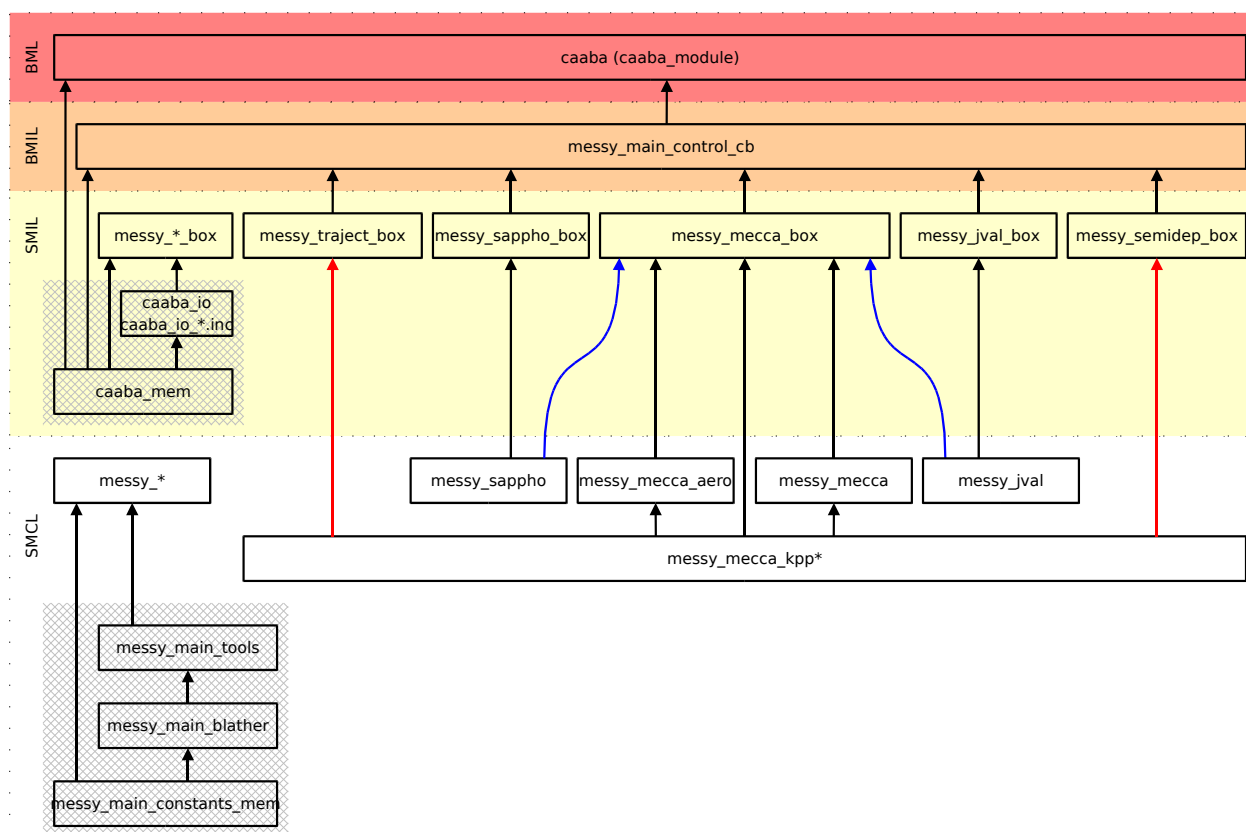 BML
caaba (caaba_module)
BMIL
messy_main_control_cb
SMIL
messy_*_box
messy_traject_box
messy_sappho_box
messy_mecca_box
messy_jval_box
messy_semidep_box
caaba_io
caaba_io_*.inc
caaba_mem
SMCL
messy_*
messy_sappho
messy_mecca_aero
messy_mecca
messy_jval
messy_mecca_kpp*
messy_main_tools
messy_main_blather
messy_main_constants_mem